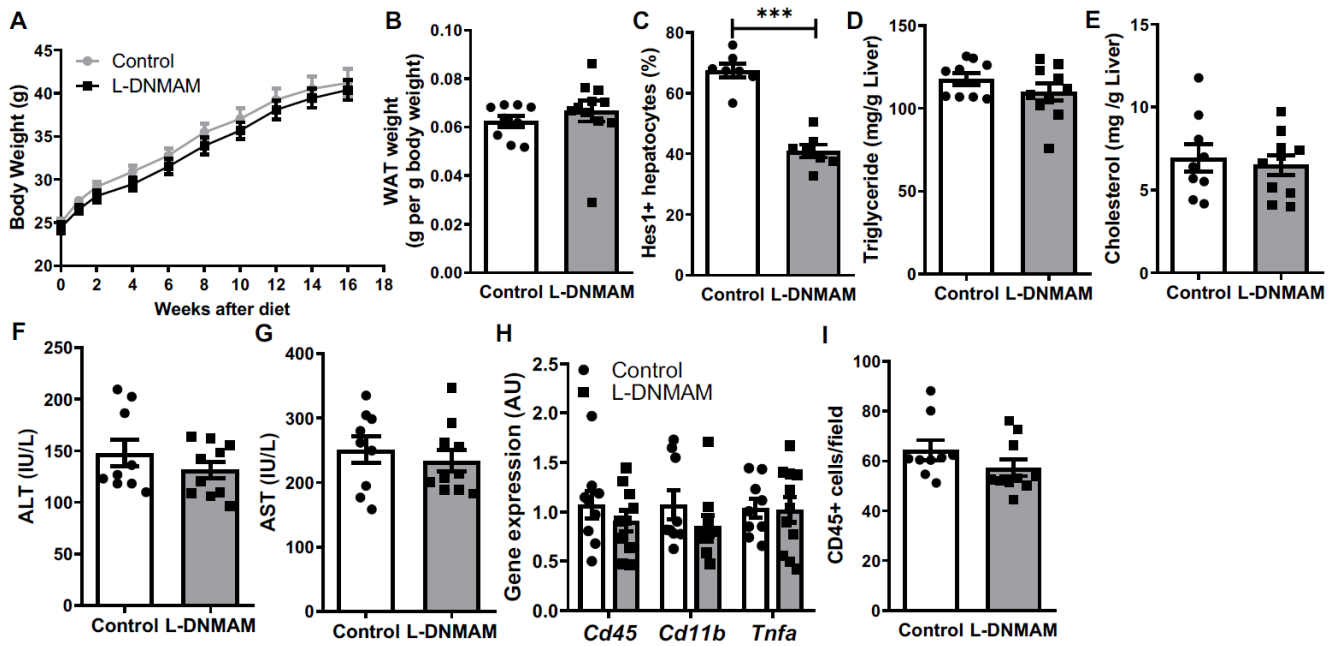 A
Control
L-DNMAM
Body Weight (g)
45
40
35
30
25
20
0 2 4 6 8 10 12 14 16 18
Weeks after diet
B
WAT weight
(g per g body weight)
0.10
0.08
0.06
0.04
0.02
0.00
Control L-DNMAM
C
***
Hes1+ hepatocytes (%)
80
60
40
20
0
Control L-DNMAM
D
Triglyceride (mg/g Liver)
150
100
50
0
Control L-DNMAM
E
Cholesterol (mg /g Liver)
15
10
5
0
Control L-DNMAM
F
ALT (IU/L)
250
200
150
100
50
0
Control L-DNMAM
G
AST (IU/L)
400
300
200
100
0
Control L-DNMAM
H
Control
L-DNMAM
Gene expression (AU)
2.5
2.0
1.5
1.0
0.5
0.0
Cd45 Cd11b Tnfa
I
CD45+ cells/field
100
80
60
40
20
0
Control L-DNMAM